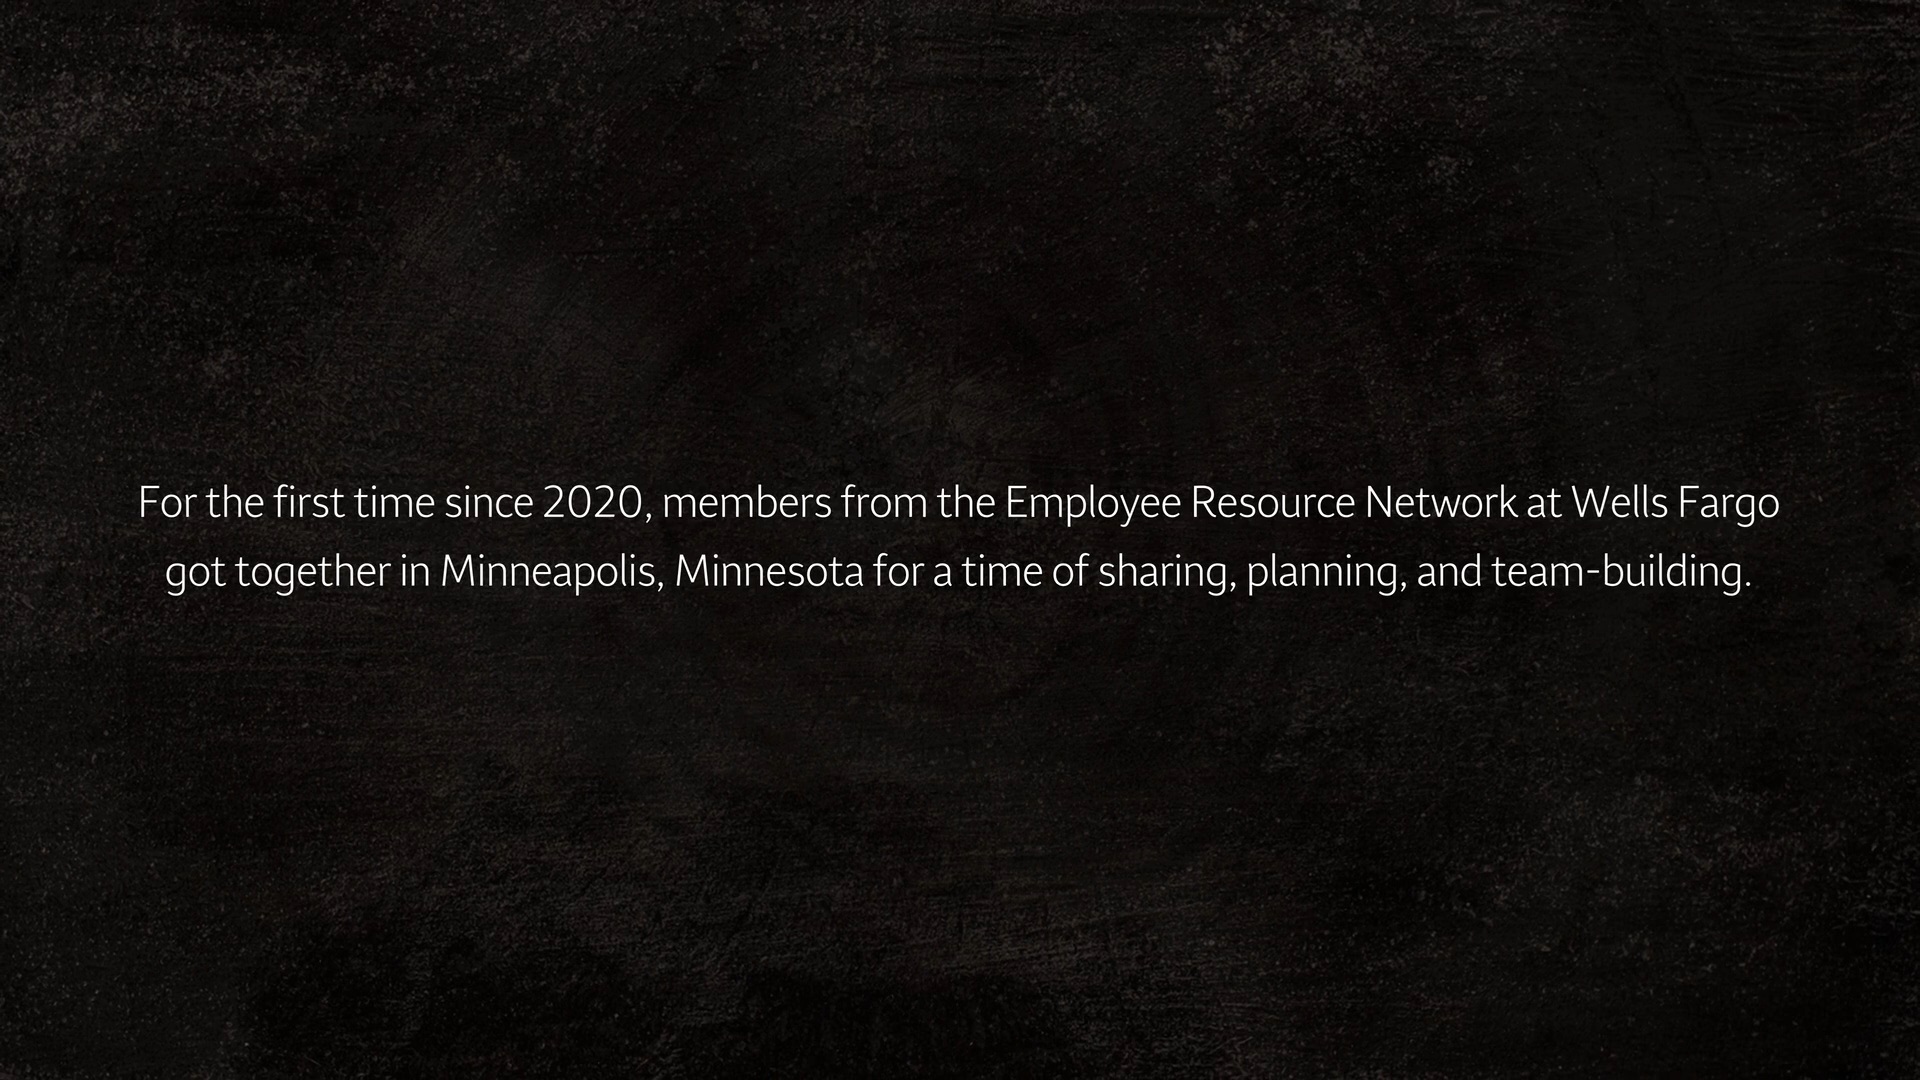 For the first time since 2020, members from the Employee Resource Network at Wells Fargo
got together in Minneapolis, Minnesota for a time of sharing, planning, and team-building.